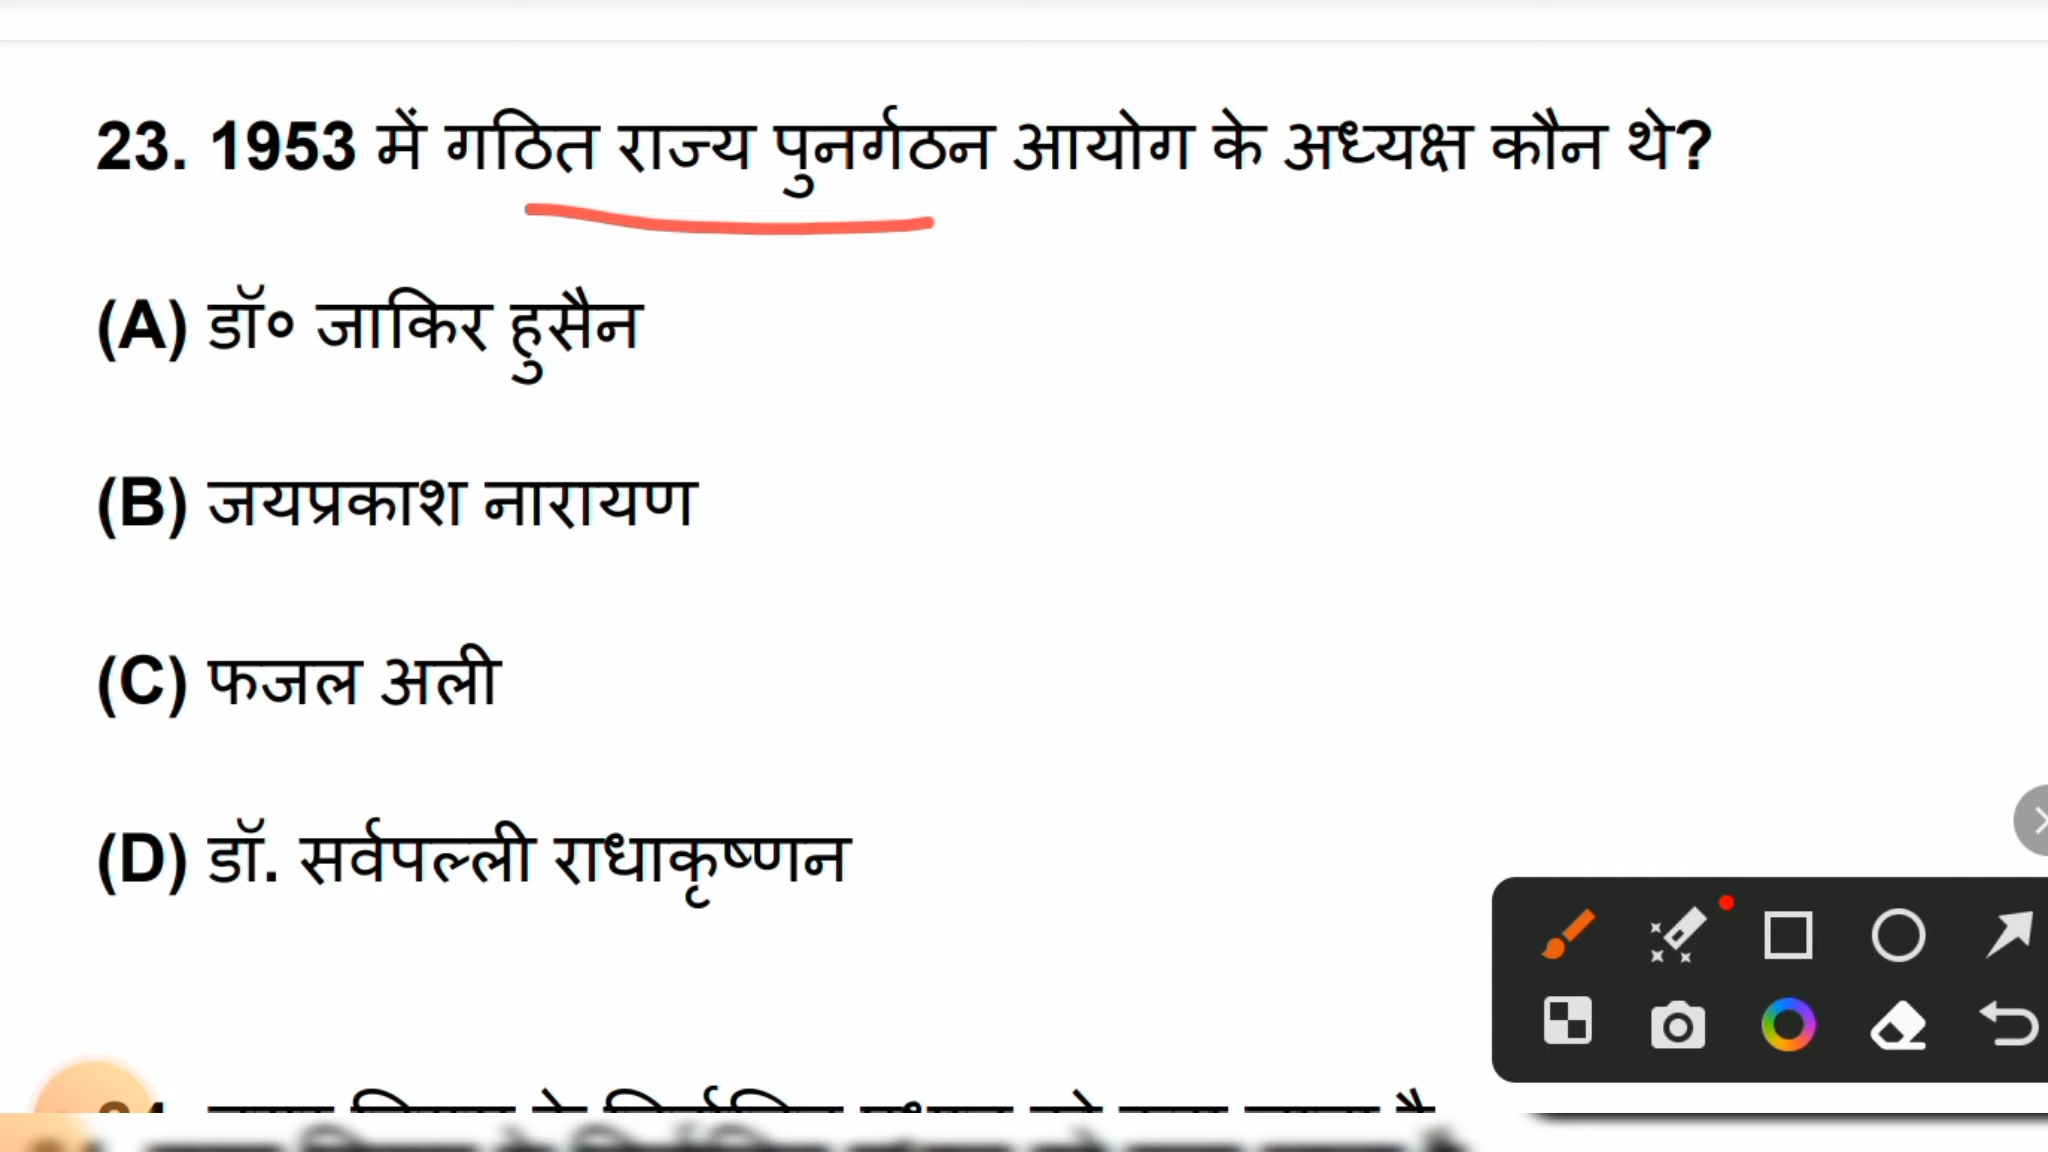 23. 1953 में गठित राज्य पुनर्गठन आयोग के अध्यक्ष कौन थे?
(A) डॉ० जाकिर हुसैन
(B) जयप्रकाश नारायण
(C) फजल अली
(D) डॉ. सर्वपल्ली राधाकृष्णन